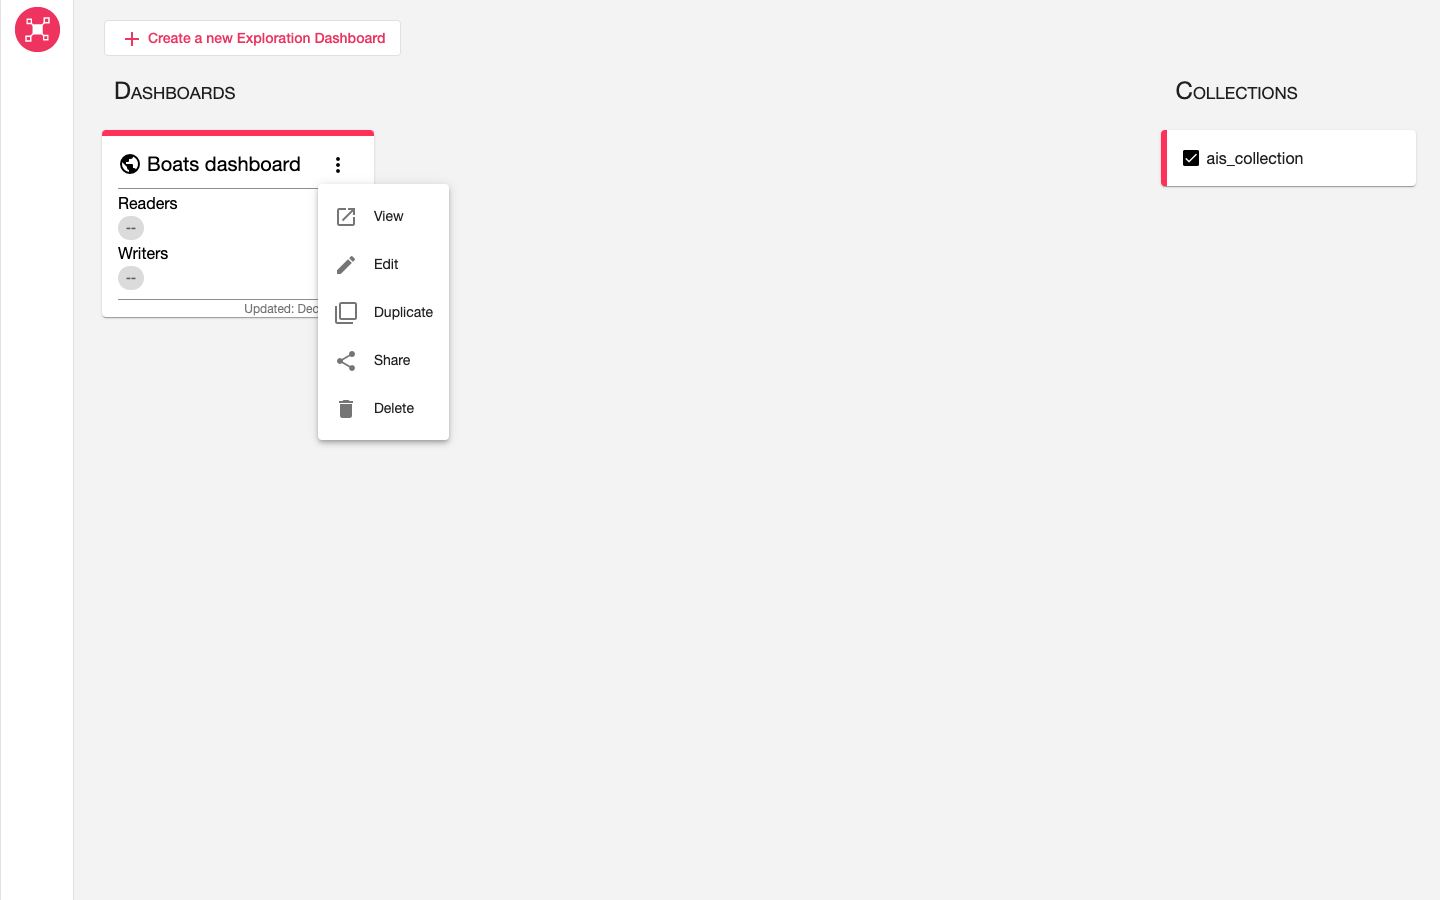 Create a new Exploration Dashboard
Dashboards
Collections
Boats dashboard
ais_collection
Readers
--
Writers
--
Updated: Dec
View
Edit
Duplicate
Share
Delete